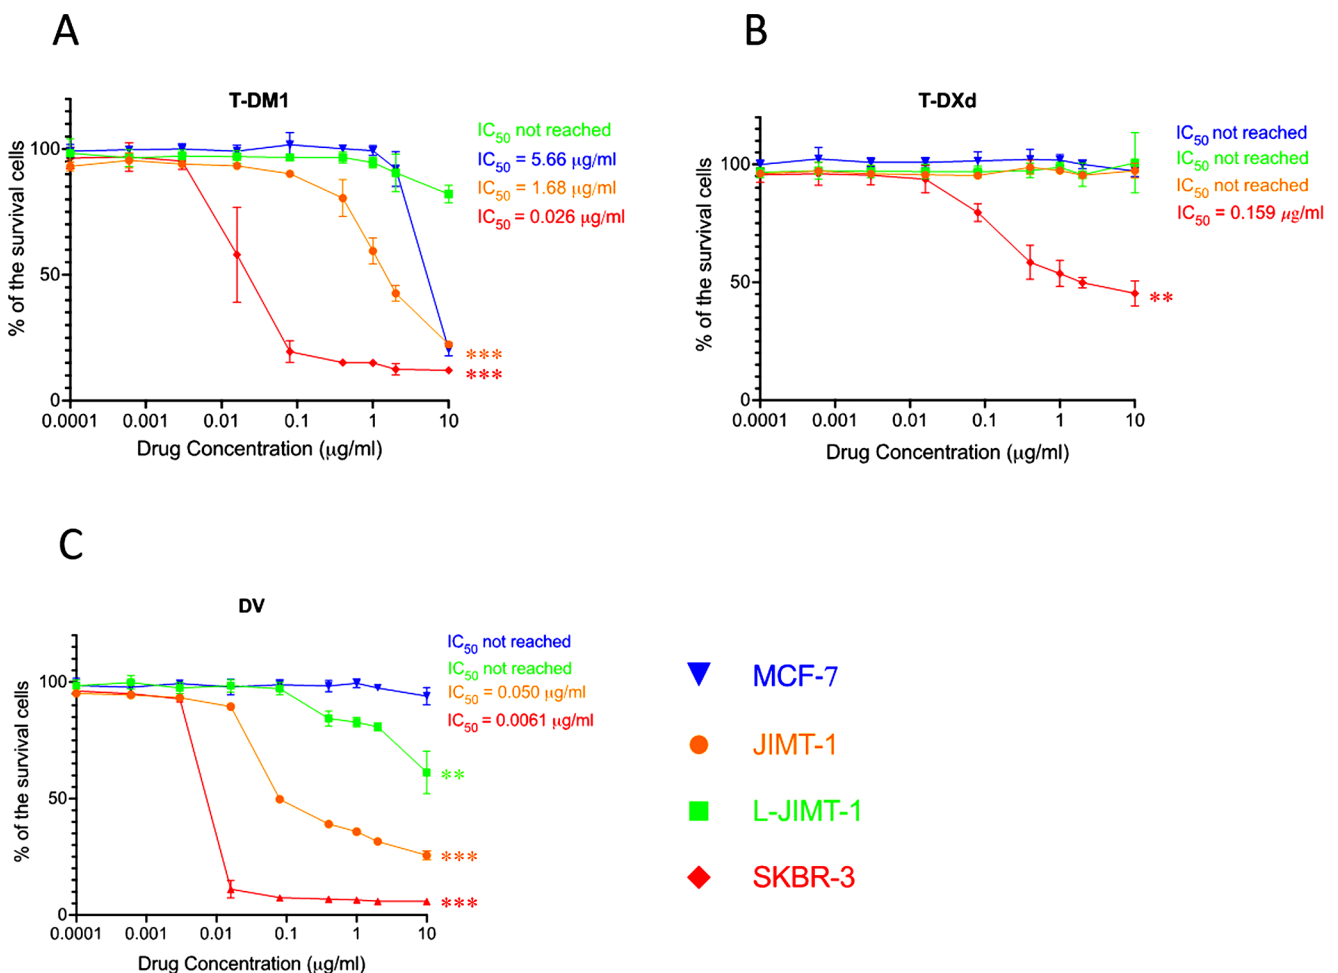 A
T-DM1
% of the survival cells
100
50
0
0.0001 0.001 0.01 0.1 1 10
Drug Concentration (μg/ml)
IC50 not reached
IC50 = 5.66 μg/ml
IC50 = 1.68 μg/ml
IC50 = 0.026 μg/ml
***
***
B
T-DXd
% of the survival cells
100
50
0
0.0001 0.001 0.01 0.1 1 10
Drug Concentration (μg/ml)
IC50 not reached
IC50 not reached
IC50 not reached
IC50 = 0.159 μg/ml
**
C
DV
% of the survival cells
100
50
0
0.0001 0.001 0.01 0.1 1 10
Drug Concentration (μg/ml)
IC50 not reached
IC50 not reached
IC50 = 0.050 μg/ml
IC50 = 0.0061 μg/ml
**
***
***
MCF-7
JIMT-1
L-JIMT-1
SKBR-3